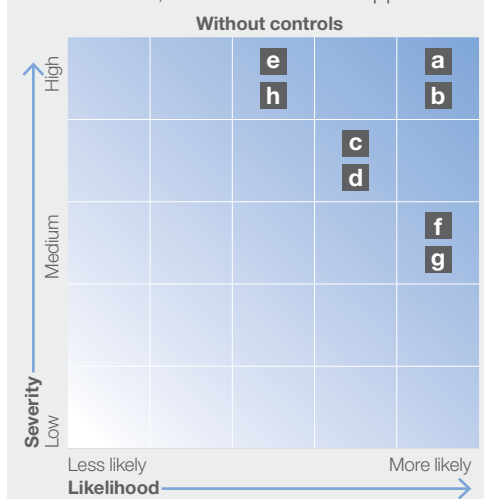 Without controls
High
e
a
h
b
c
d
Medium
f
g
Severity
Low
Less likely
More likely
Likelihood